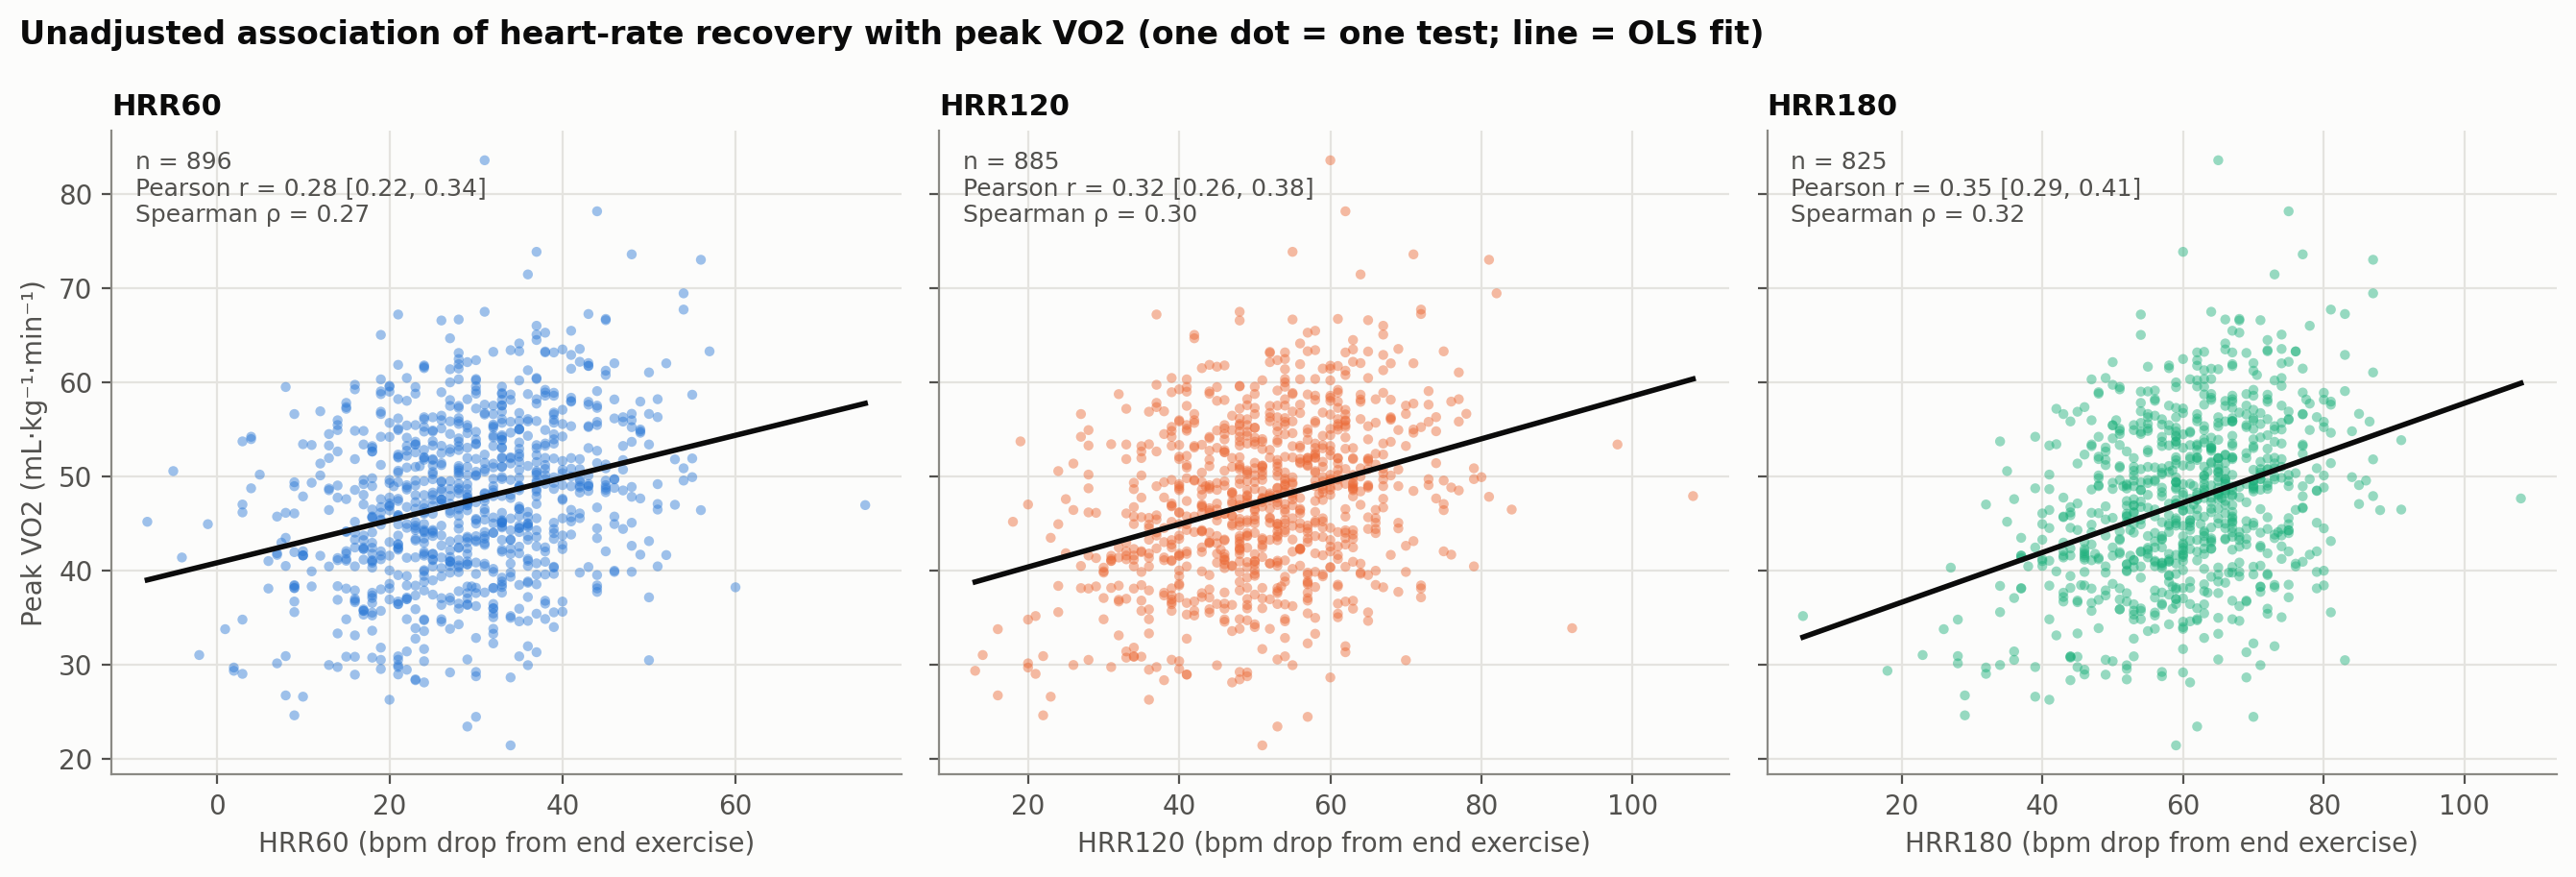 Unadjusted association of heart-rate recovery with peak VO2 (one dot = one test; line = OLS fit)
HRR60
n = 896
Pearson r = 0.28 [0.22, 0.34]
Spearman ρ = 0.27
Peak VO2 (mL·kg⁻¹·min⁻¹)
80
70
60
50
40
30
20
0 20 40 60
HRR60 (bpm drop from end exercise)
HRR120
n = 885
Pearson r = 0.32 [0.26, 0.38]
Spearman ρ = 0.30
20 40 60 80 100
HRR120 (bpm drop from end exercise)
HRR180
n = 825
Pearson r = 0.35 [0.29, 0.41]
Spearman ρ = 0.32
20 40 60 80 100
HRR180 (bpm drop from end exercise)